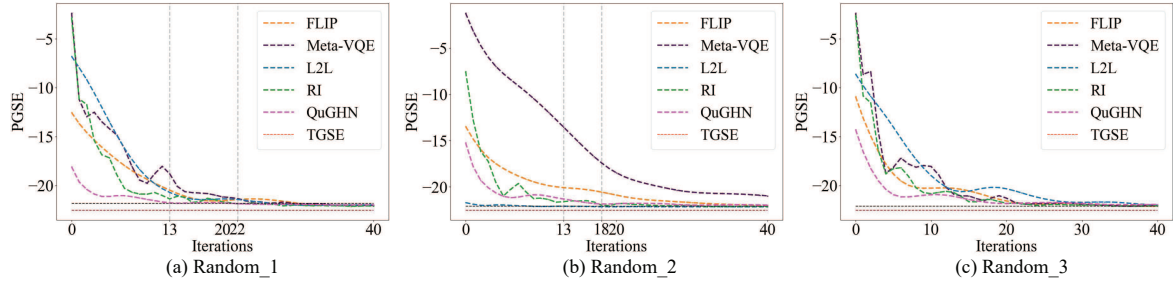 PGSE
−5
−10
−15
−20
0
13
2022
40
Iterations
FLIP
Meta-VQE
L2L
RI
QuGHN
TGSE
(a) Random_1
PGSE
−5
−10
−15
−20
0
13
1820
40
Iterations
FLIP
Meta-VQE
L2L
RI
QuGHN
TGSE
(b) Random_2
PGSE
−5
−10
−15
−20
0
10
20
30
40
Iterations
FLIP
Meta-VQE
L2L
RI
QuGHN
TGSE
(c) Random_3